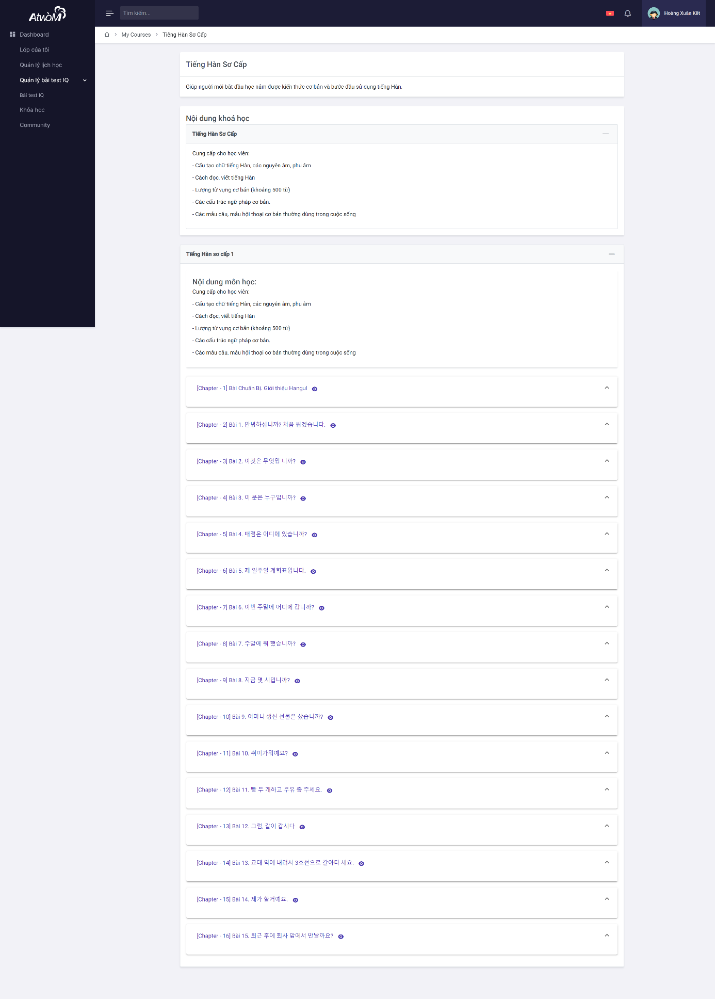 AtwòM
Tìm kiếm...
Hoàng Xuân Kết
Dashboard
Lớp của tôi
Quản lý lịch học
Quản lý bài test IQ
Bài test IQ
Khóa học
Community
My Courses > Tiếng Hàn Sơ Cấp
Tiếng Hàn Sơ Cấp
Giúp người mới bắt đầu học nắm được kiến thức cơ bản và bước đầu sử dụng tiếng Hàn.
Nội dung khoá học
Tiếng Hàn Sơ Cấp
Cung cấp cho học viên:
- Cấu tạo chữ tiếng Hàn, các nguyên âm, phụ âm
- Cách đọc, viết tiếng Hàn
- Lượng từ vựng cơ bản (khoảng 500 từ)
- Các cấu trúc ngữ pháp cơ bản.
- Các mẫu câu, mẫu hội thoại cơ bản thường dùng trong cuộc sống
Tiếng Hàn sơ cấp 1
Nội dung môn học:
Cung cấp cho học viên:
- Cấu tạo chữ tiếng Hàn, các nguyên âm, phụ âm
- Cách đọc, viết tiếng Hàn
- Lượng từ vựng cơ bản (khoảng 500 từ)
- Các cấu trúc ngữ pháp cơ bản.
- Các mẫu câu, mẫu hội thoại cơ bản thường dùng trong cuộc sống
[Chapter - 1] Bài Chuẩn Bị. Giới thiệu Hangul
[Chapter - 2] Bài 1. 안녕하십니까? 처음 뵙겠습니다.
[Chapter - 3] Bài 2. 이것은 무엇입 니까?
[Chapter - 4] Bài 3. 이 분은 누구입니까?
[Chapter - 5] Bài 4. 매점은 어디에 있습니까?
[Chapter - 6] Bài 5. 제 일주일 계획표입니다.
[Chapter - 7] Bài 6. 이번 주말에 어디에 갑니까?
[Chapter - 8] Bài 7. 주말에 뭐 했습니까?
[Chapter - 9] Bài 8. 지금 몇 시입니까?
[Chapter - 10] Bài 9. 어머니 생신 선물은 샀습니까?
[Chapter - 11] Bài 10. 취미가뭐예요?
[Chapter - 12] Bài 11. 빵 두 개하고 우유 좀 주세요.
[Chapter - 13] Bài 12. 그럼, 같이 갑시다
[Chapter - 14] Bài 13. 교대 역에 내려서 3호선으로 갈아타 세요.
[Chapter - 15] Bài 14. 제가 할거예요.
[Chapter - 16] Bài 15. 퇴근 후에 회사 앞에서 만날까요?